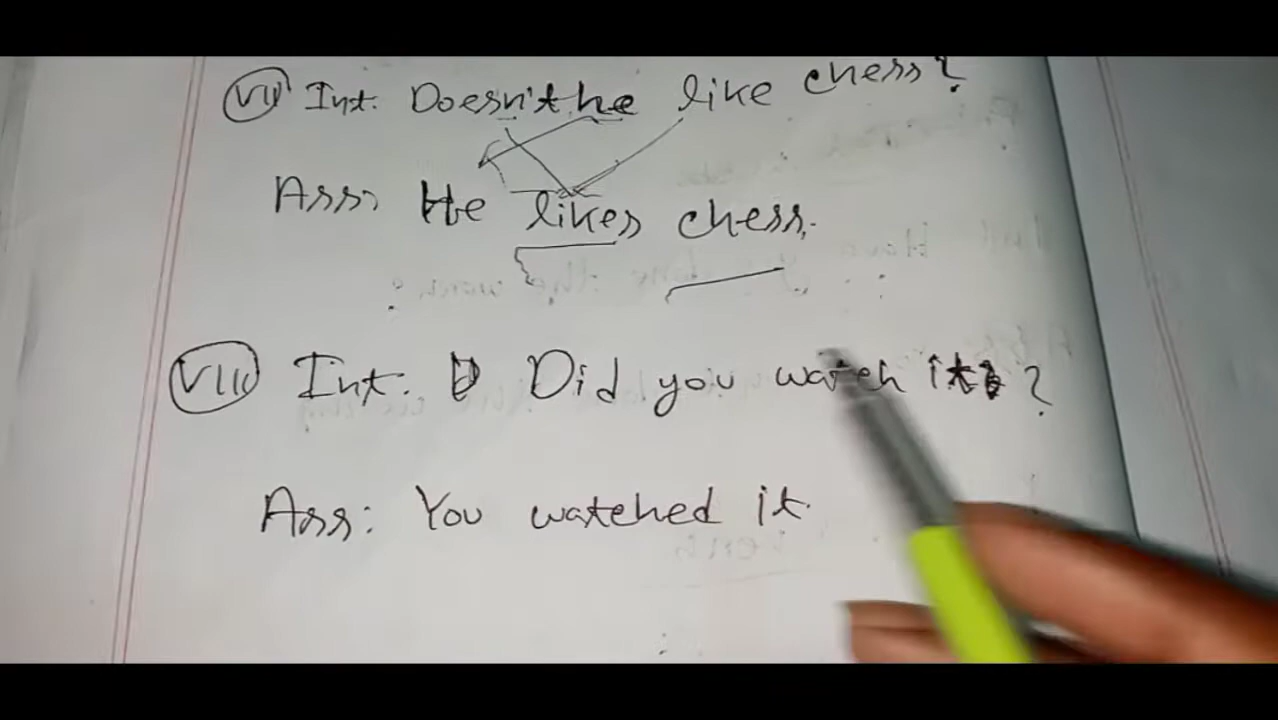 VII Int. Doesn't he like chess?
Ass: He likes chess.
VIII Int. D Did you watch it?
Ass: You watched it.